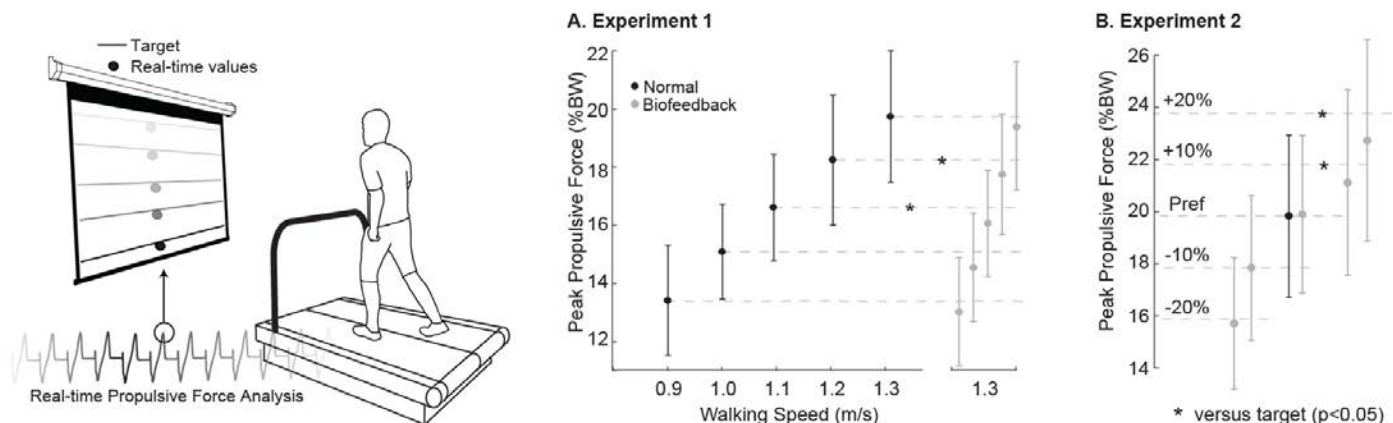 Target
Real-time values
Real-time Propulsive Force Analysis
A. Experiment 1
Peak Propulsive Force (%BW)
22
20
18
16
14
12
Normal
Biofeedback
*
*
0.9 1.0 1.1 1.2 1.3 1.3
Walking Speed (m/s)
B. Experiment 2
Peak Propulsive Force (%BW)
26
24
22
20
18
16
14
+20%
+10%
Pref
-10%
-20%
*
*
* versus target (p<0.05)